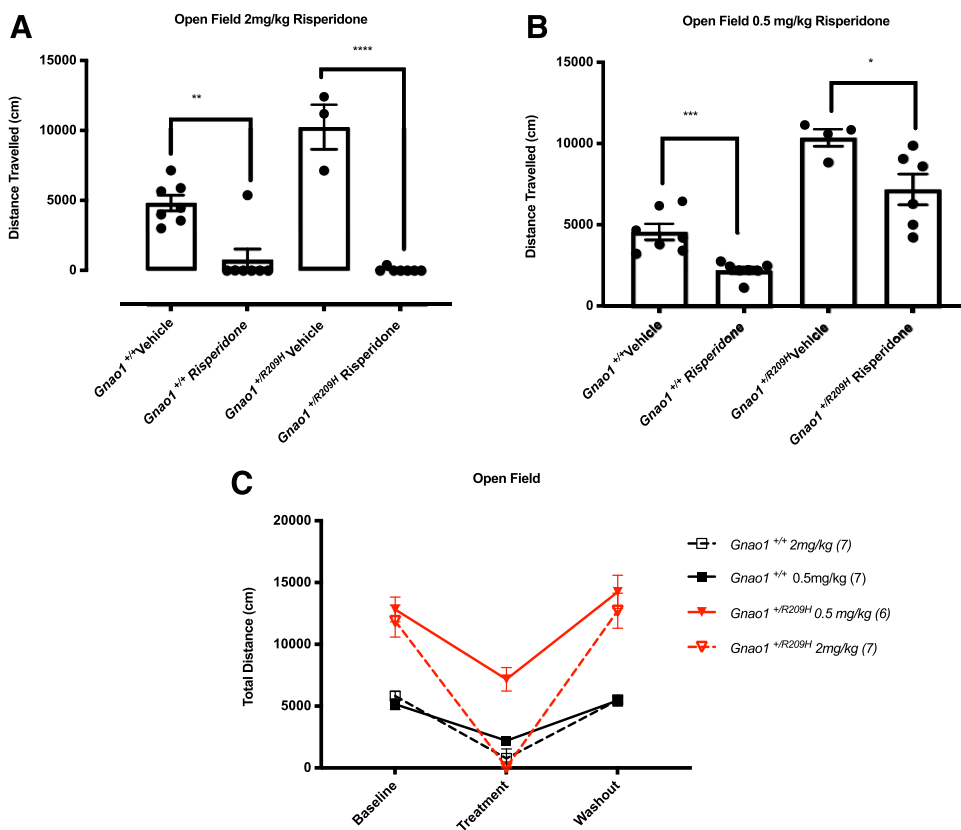 A
Open Field 2mg/kg Risperidone
Distance Travelled (cm)
15000
10000
5000
0
**
****
Gnao1 +/+ Vehicle
Gnao1 +/+ Risperidone
Gnao1 +/R209H Vehicle
Gnao1 +/R209H Risperidone
B
Open Field 0.5 mg/kg Risperidone
Distance Travelled (cm)
15000
10000
5000
0
***
*
Gnao1 +/+ Vehicle
Gnao1 +/+ Risperidone
Gnao1 +/R209H Vehicle
Gnao1 +/R209H Risperidone
C
Open Field
Total Distance (cm)
20000
15000
10000
5000
0
Baseline
Treatment
Washout
Gnao1 +/+ 2mg/kg (7)
Gnao1 +/+ 0.5mg/kg (7)
Gnao1 +/R209H 0.5 mg/kg (6)
Gnao1 +/R209H 2mg/kg (7)